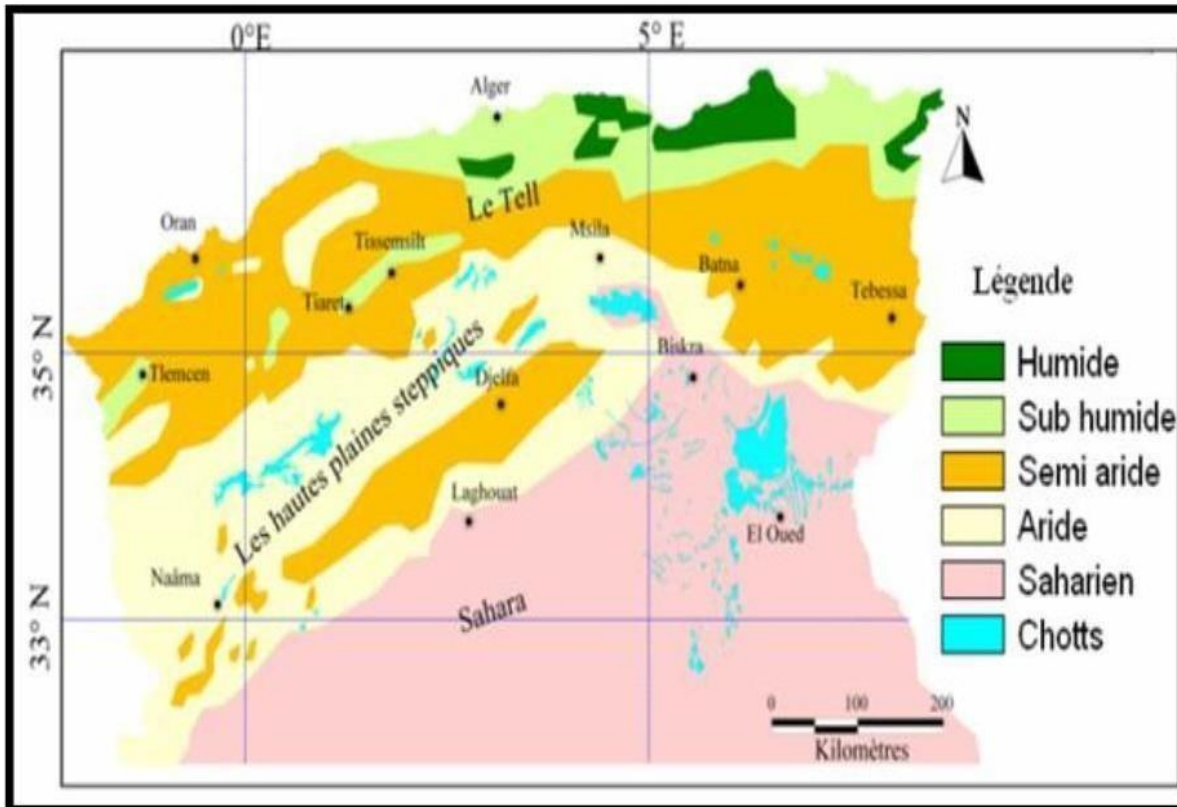 0°E
5° E
Alger
N
Le Tell
Oran
Tissemsilt
Msila
Batna
Tiaret
Tebessa
Légende
35° N
Biskra
Humide
Tlemcen
Djelfa
Sub humide
Les hautes plaines steppiques
Semi aride
Laghouat
El Oued
Aride
Naâma
Saharien
Sahara
33° N
Chotts
0 100 200
Kilomètres